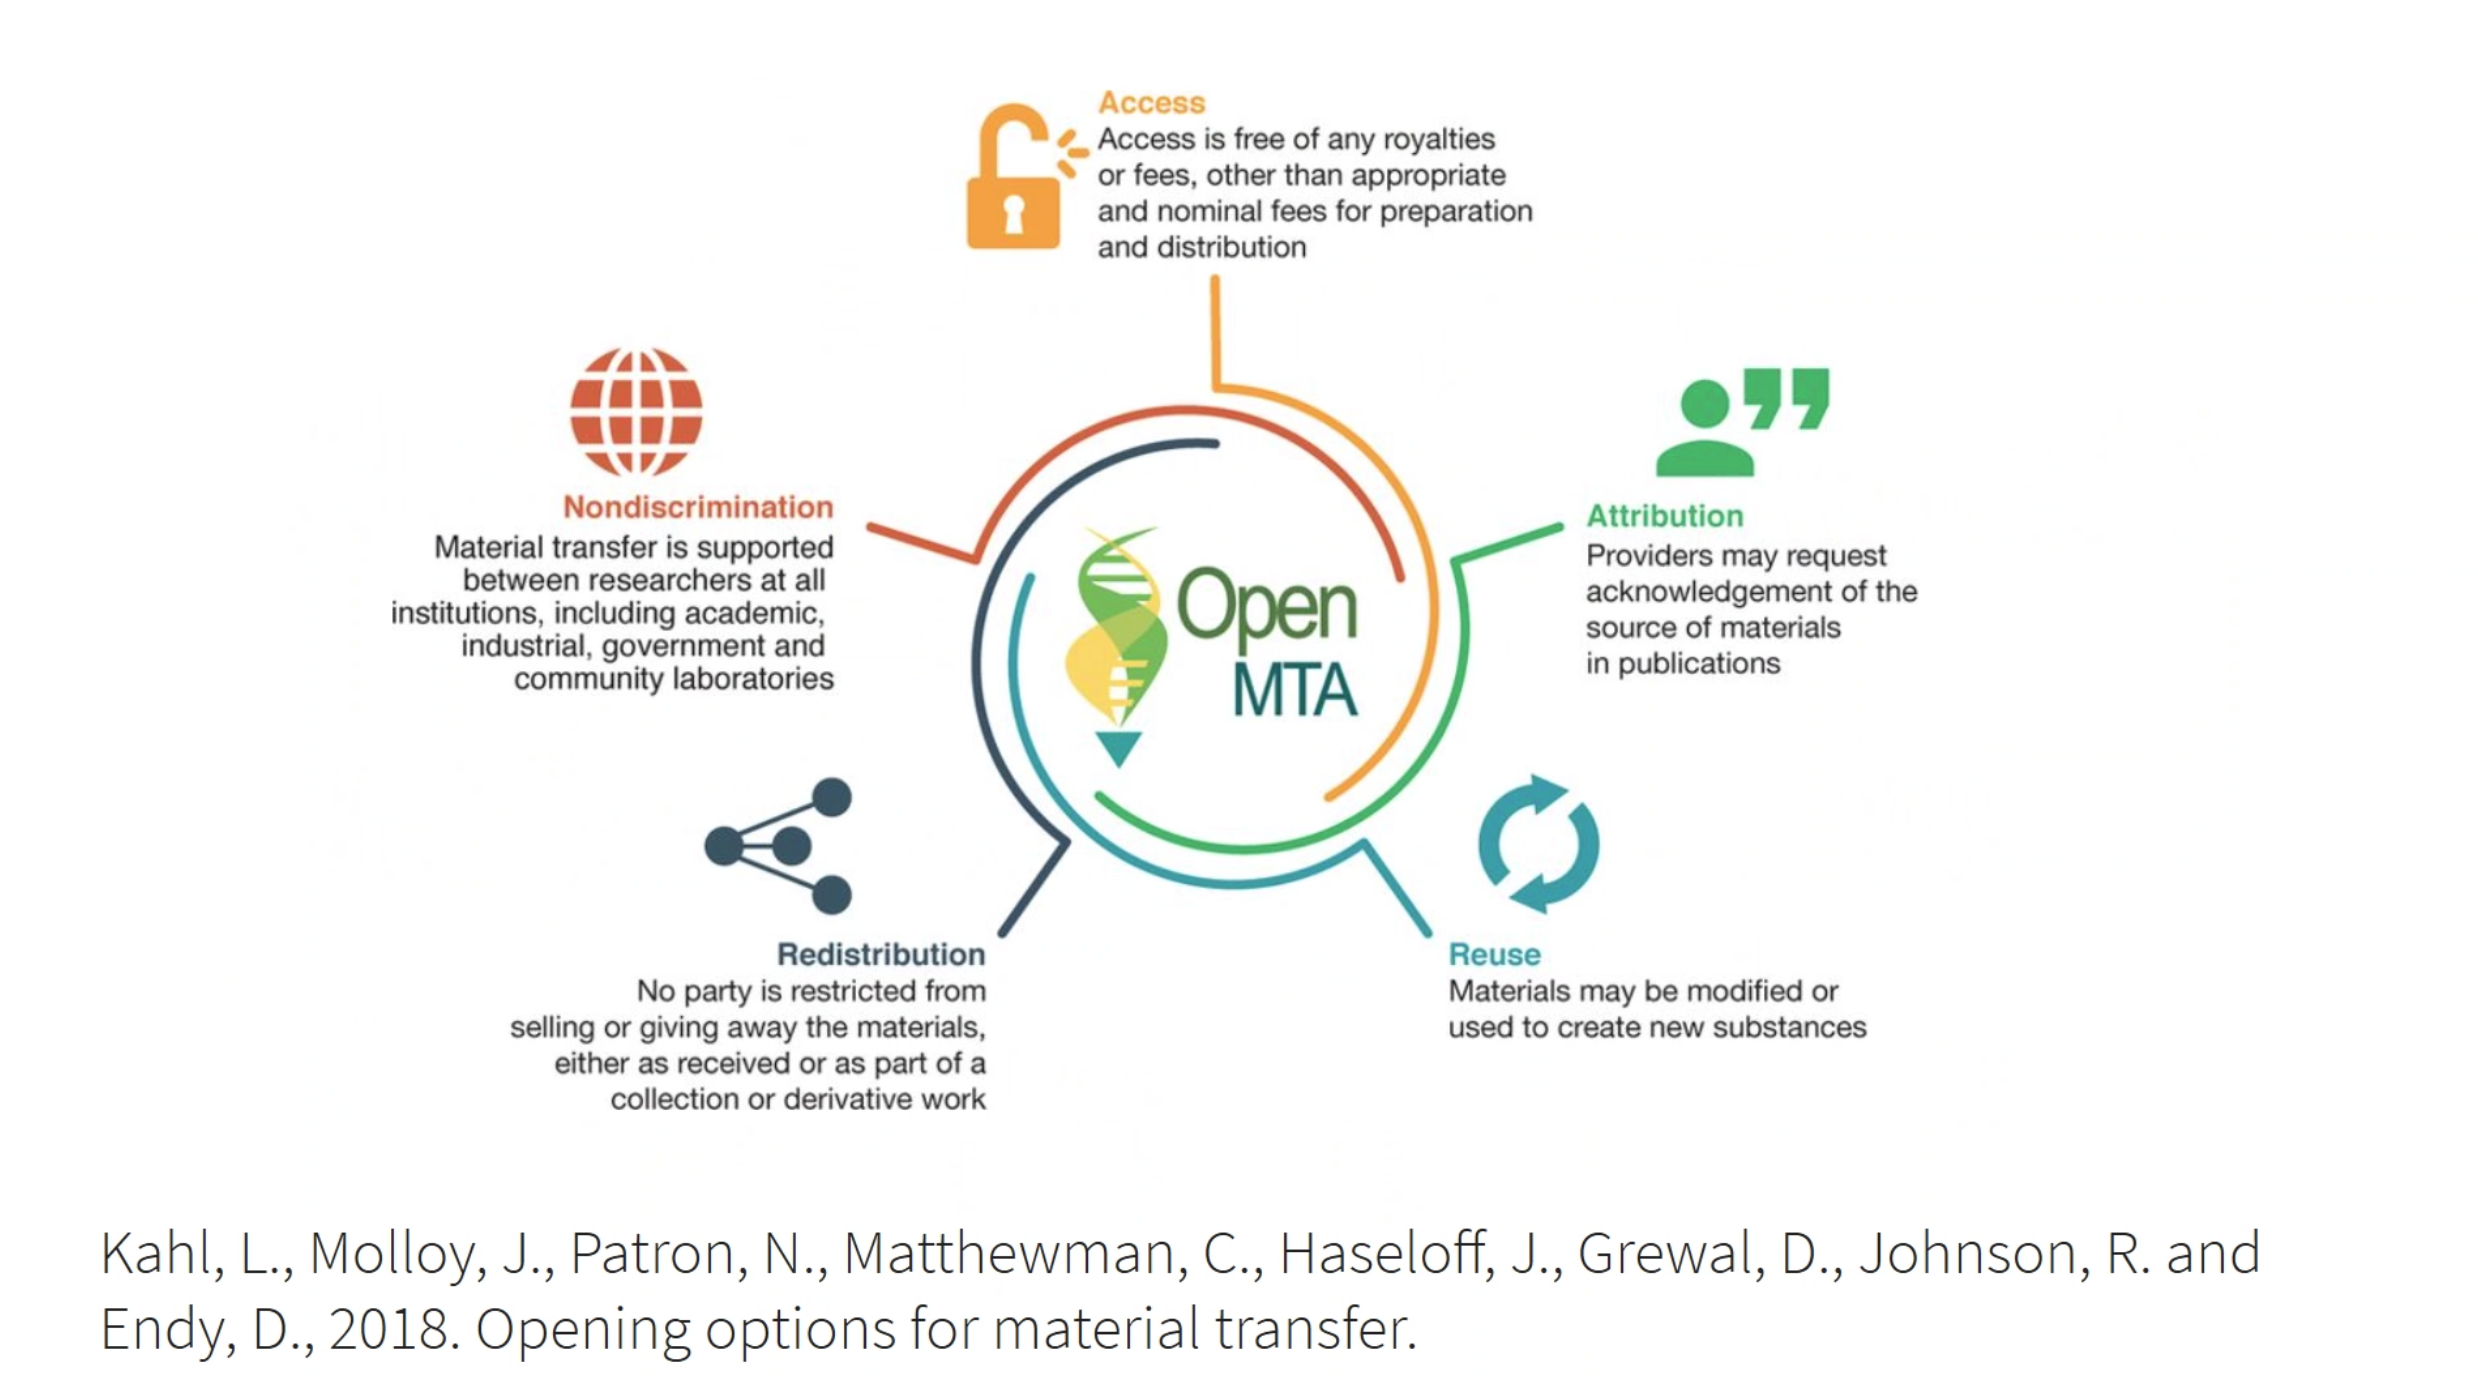 Access
Access is free of any royalties
or fees, other than appropriate
and nominal fees for preparation
and distribution
Nondiscrimination
Material transfer is supported
between researchers at all
institutions, including academic,
industrial, government and
community laboratories
Attribution
Providers may request
acknowledgement of the
source of materials
in publications
Open
MTA
Redistribution
No party is restricted from
selling or giving away the materials,
either as received or as part of a
collection or derivative work
Reuse
Materials may be modified or
used to create new substances
Kahl, L., Molloy, J., Patron, N., Matthewman, C., Haseloff, J., Grewal, D., Johnson, R. and
Endy, D., 2018. Opening options for material transfer.